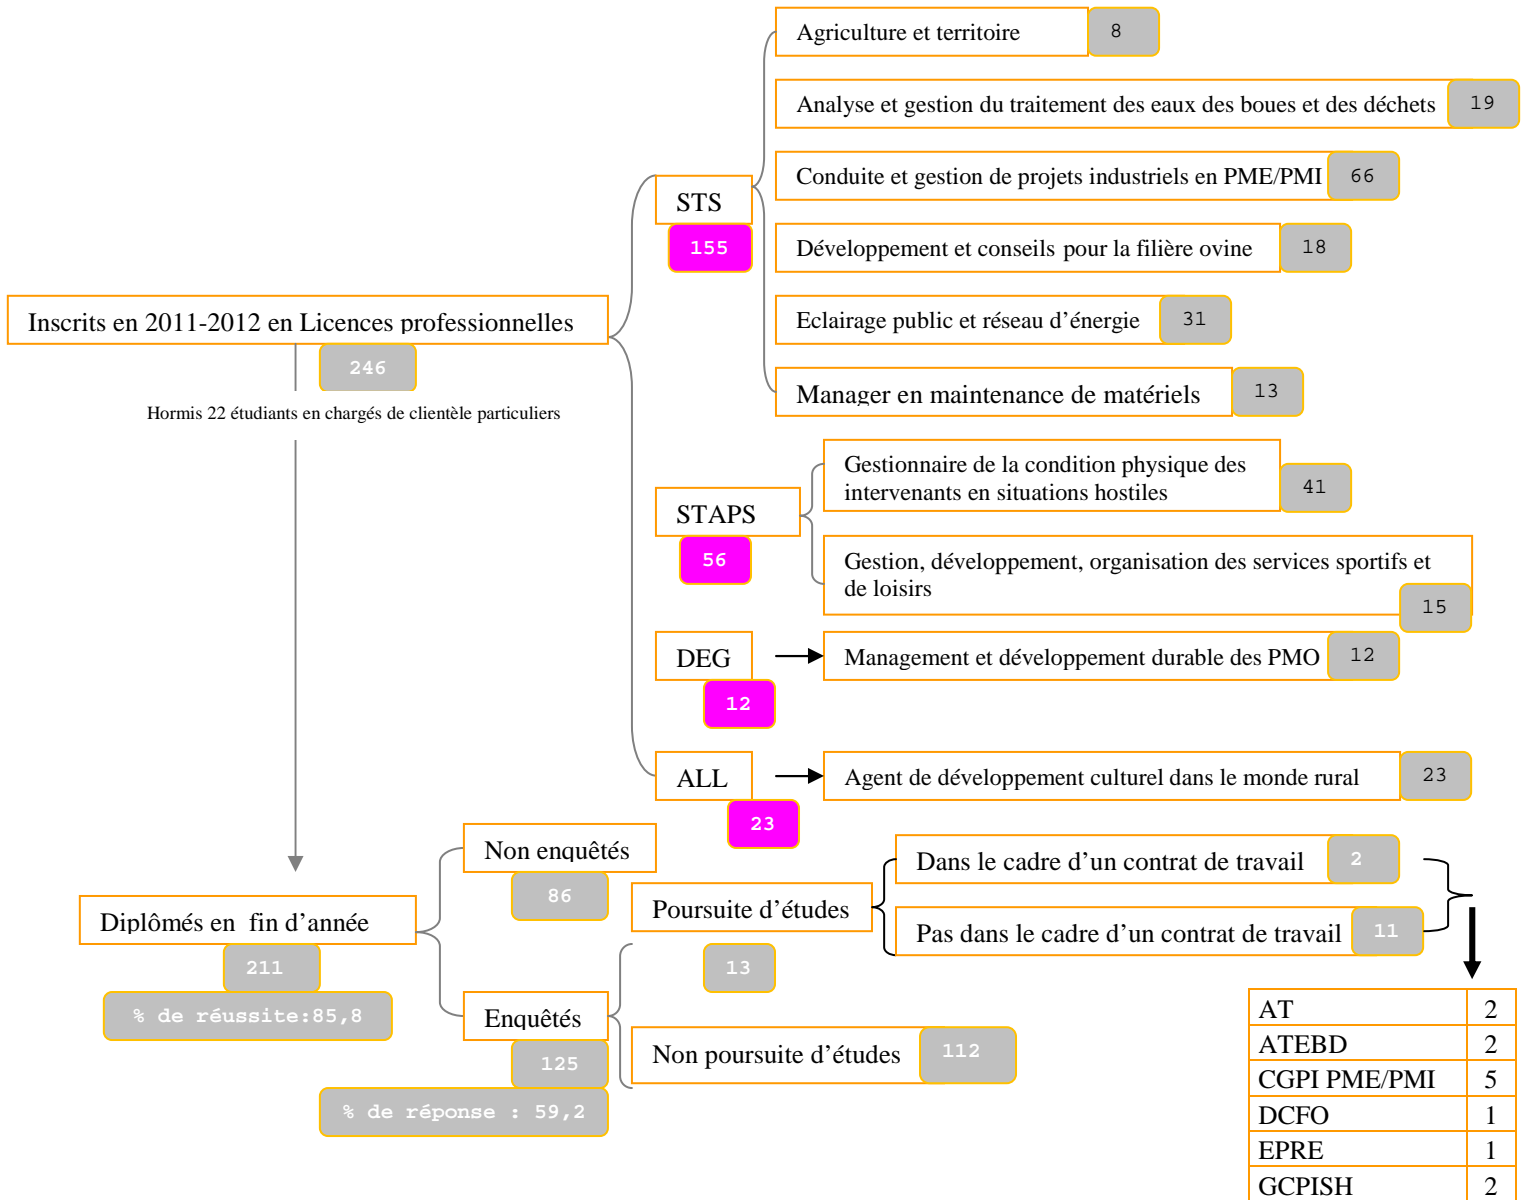 Agriculture et territoire 8
Analyse et gestion du traitement des eaux des boues et des déchets 19
Conduite et gestion de projets industriels en PME/PMI 66
STS
155
Développement et conseils pour la filière ovine 18
Inscrits en 2011-2012 en Licences professionnelles
246
Eclairage public et réseau d’énergie 31
Manager en maintenance de matériels 13
Hormis 22 étudiants en chargés de clientèle particuliers
STAPS
56
Gestionnaire de la condition physique des
intervenants en situations hostiles
41
Gestion, développement, organisation des services sportifs et
de loisirs
15
DEG
12
Management et développement durable des PMO 12
ALL
23
Agent de développement culturel dans le monde rural 23
Diplômés en fin d’année
211
% de réussite:85,8
Non enquêtés
86
Enquêtés
125
% de réponse : 59,2
Poursuite d’études
13
Dans le cadre d’un contrat de travail 2
Pas dans le cadre d’un contrat de travail 11
Non poursuite d’études 112
AT 2
ATEBD 2
CGPI PME/PMI 5
DCFO 1
EPRE 1
GCPISH 2